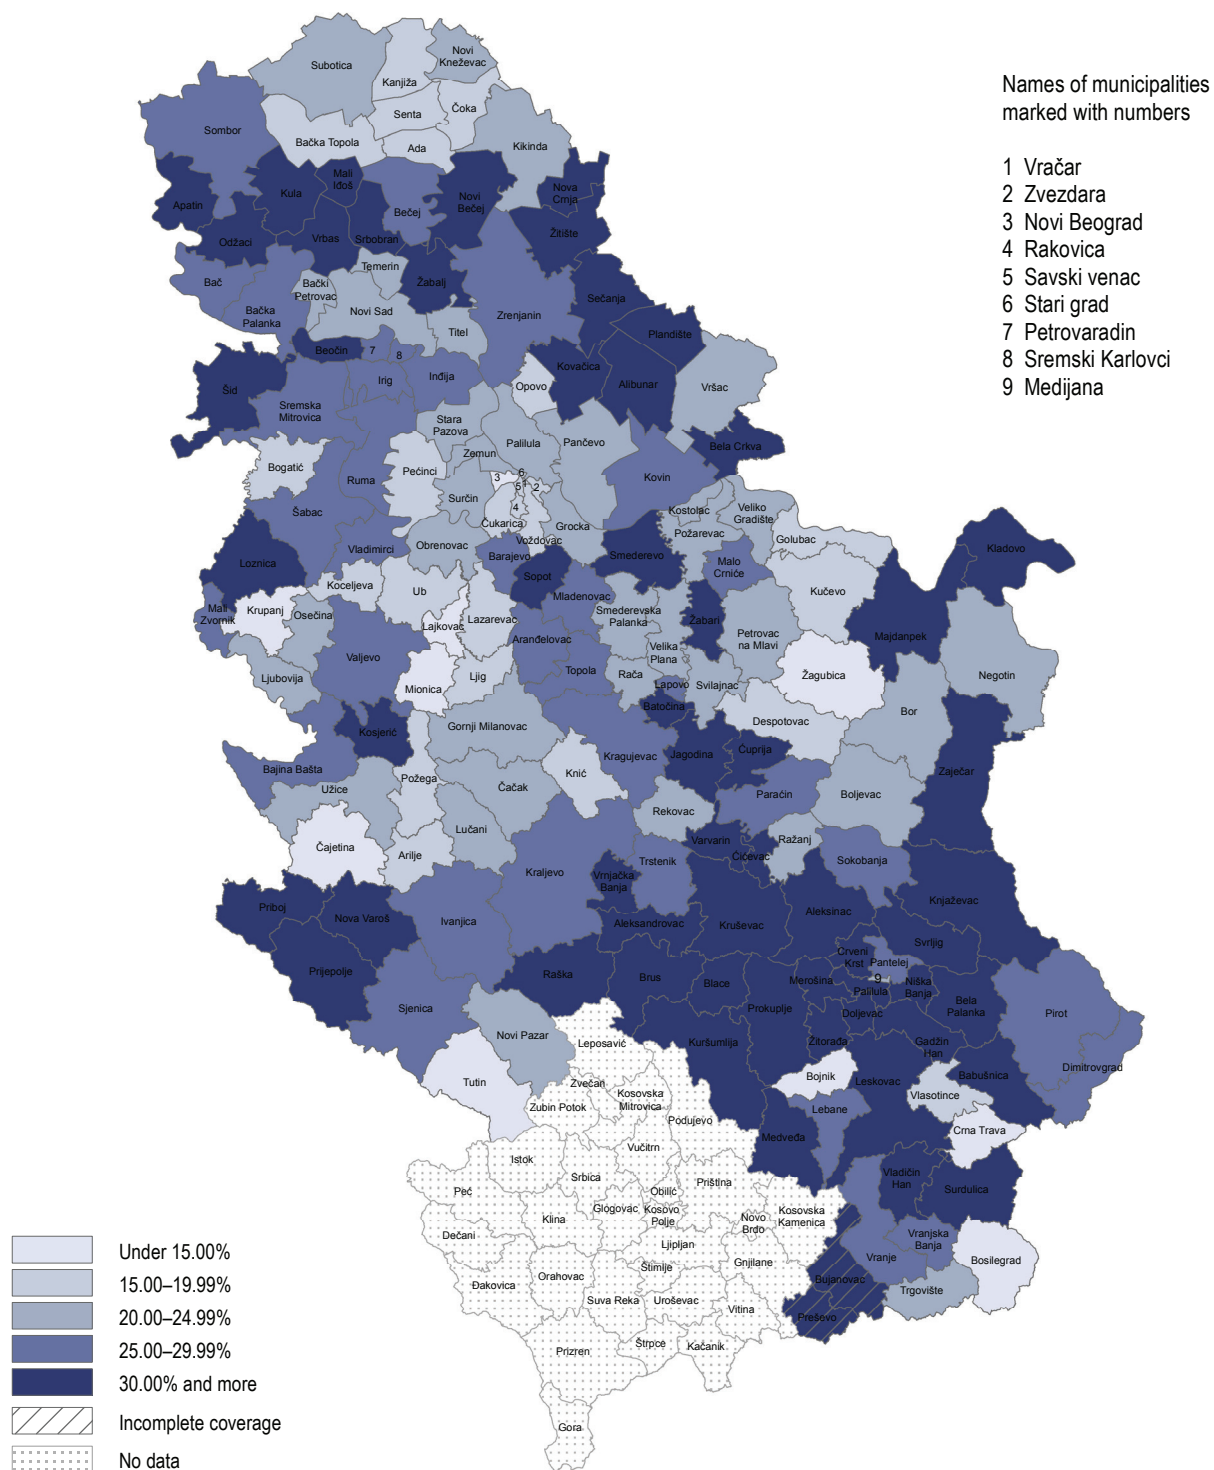 Names of municipalities
marked with numbers
1 Vračar
2 Zvezdara
3 Novi Beograd
4 Rakovica
5 Savski venac
6 Stari grad
7 Petrovaradin
8 Sremski Karlovci
9 Medijana
Subotica
Kanjiža
Novi
Kneževac
Sombor
Senta
Čoka
Bačka Topola
Ada
Kikinda
Apatin
Kula
Mali
Iđoš
Bečej
Novi
Bečej
Nova
Crnja
Odžaci
Vrbas
Srbobran
Žitište
Temerin
Bač
Bački
Petrovac
Žabalj
Sečanja
Bačka
Palanka
Novi Sad
Zrenjanin
Titel
Plandište
Beočin
7
8
Kovačica
Alibunar
Vršac
Šid
Irig
Inđija
Opovo
Sremska
Mitrovica
Stara
Pazova
Palilula
Pančevo
Bela Crkva
Bogatić
Ruma
Pećinci
Zemun
6
3
5
1
2
4
Kovin
Surčin
Šabac
Čukarica
Kostolac
Veliko
Gradište
Vladimirci
Obrenovac
Voždovac
Grocka
Požarevac
Golubac
Loznica
Barajevo
Smederevo
Malo
Crniće
Kladovo
Koceljeva
Ub
Sopot
Kučevo
Mali
Zvornik
Krupanj
Osečina
Lajkovac
Lazarevac
Mladenovac
Smederevska
Palanka
Žabari
Petrovac
na Mlavi
Majdanpek
Valjevo
Aranđelovac
Velika
Plana
Ljubovija
Mionica
Ljig
Topola
Rača
Lapovo
Svilajnac
Žagubica
Negotin
Batočina
Bor
Kosjerić
Gornji Milanovac
Despotovac
Bajina Bašta
Požega
Knić
Kragujevac
Jagodina
Ćuprija
Zaječar
Užice
Čačak
Paraćin
Boljevac
Rekovac
Lučani
Čajetina
Arilje
Varvarin
Ćićevac
Ražanj
Sokobanja
Kraljevo
Vrnjačka
Banja
Trstenik
Priboj
Nova Varoš
Ivanjica
Aleksandrovac
Kruševac
Aleksinac
Knjaževac
Svrljig
Prijepolje
Raška
Brus
Blace
Merošina
Crveni
Krst
Pantelej
9
Palilula
Niška
Banja
Bela
Palanka
Sjenica
Prokuplje
Doljevac
Pirot
Novi Pazar
Leposavić
Kuršumlija
Žitorađa
Gadžin
Han
Tutin
Zvečan
Bojnik
Leskovac
Babušnica
Dimitrovgrad
Zubin Potok
Kosovska
Mitrovica
Podujevo
Lebane
Vlasotince
Crna Trava
Medveđa
Vučitrn
Istok
Srbica
Priština
Vladičin
Han
Surdulica
Peć
Obilić
Klina
Glogovac
Kosovo
Polje
Novo
Brdo
Kosovska
Kamenica
Dečani
Ljipljan
Vranjska
Banja
Vranje
Bosilegrad
Đakovica
Orahovac
Štimlje
Gnjilane
Bujanovac
Trgovište
Suva Reka
Uroševac
Vitina
Preševo
Prizren
Štrpce
Kačanik
Gora
Under 15.00%
15.00–19.99%
20.00–24.99%
25.00–29.99%
30.00% and more
Incomplete coverage
No data